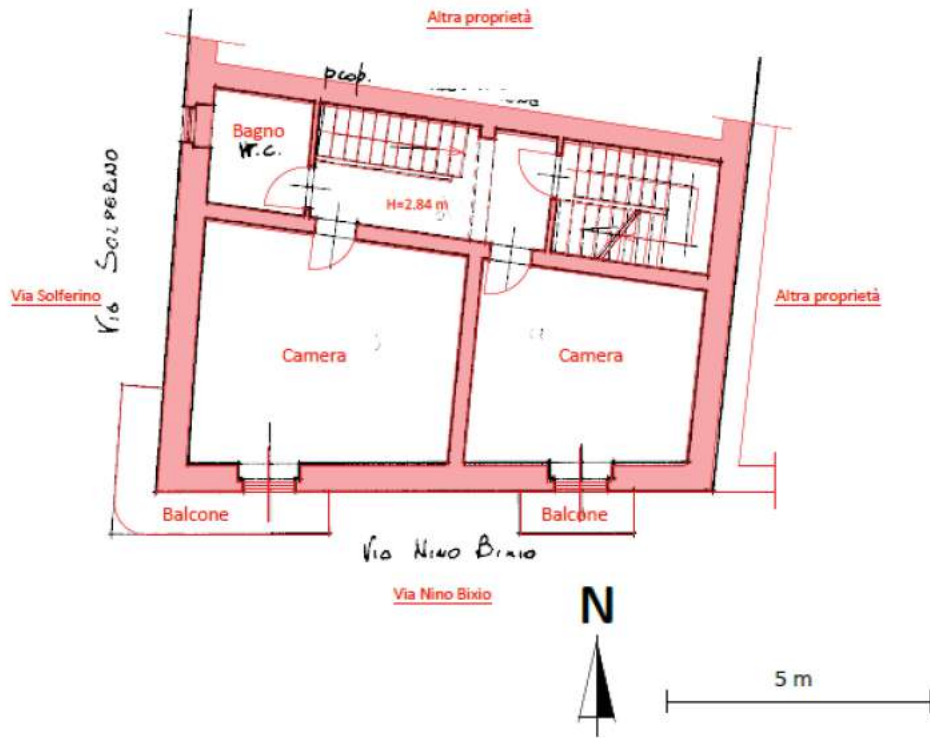 Altra proprietà
pcop.
Bagno
W.C.
H=2.84 m
VIA SOLFERINO
Via Solferino
Altra proprietà
Camera
Camera
Balcone
Balcone
VIA NINO BIXIO
Via Nino Bixio
N
5 m